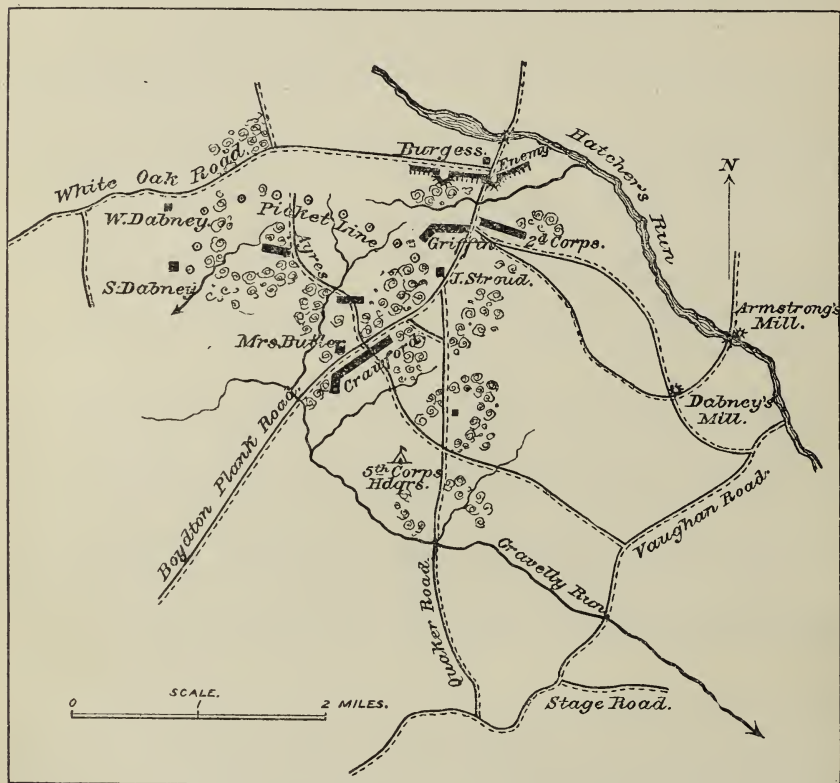 Burgess.
Enemy
Hatcher's Run
N
White Oak Road.
W. Dabney.
Picket Line
S. Dabney
Ayres
Griffin
2d Corps.
J. Stroud.
Armstrong's
Mill.
Mrs. Butler
Crawford
Dabney's
Mill.
5th Corps
Hdqrs.
Boydton Plank Road.
Vaughan Road.
Gravelly Run
Quaker Road.
Stage Road.
SCALE.
0 1 2 MILES.